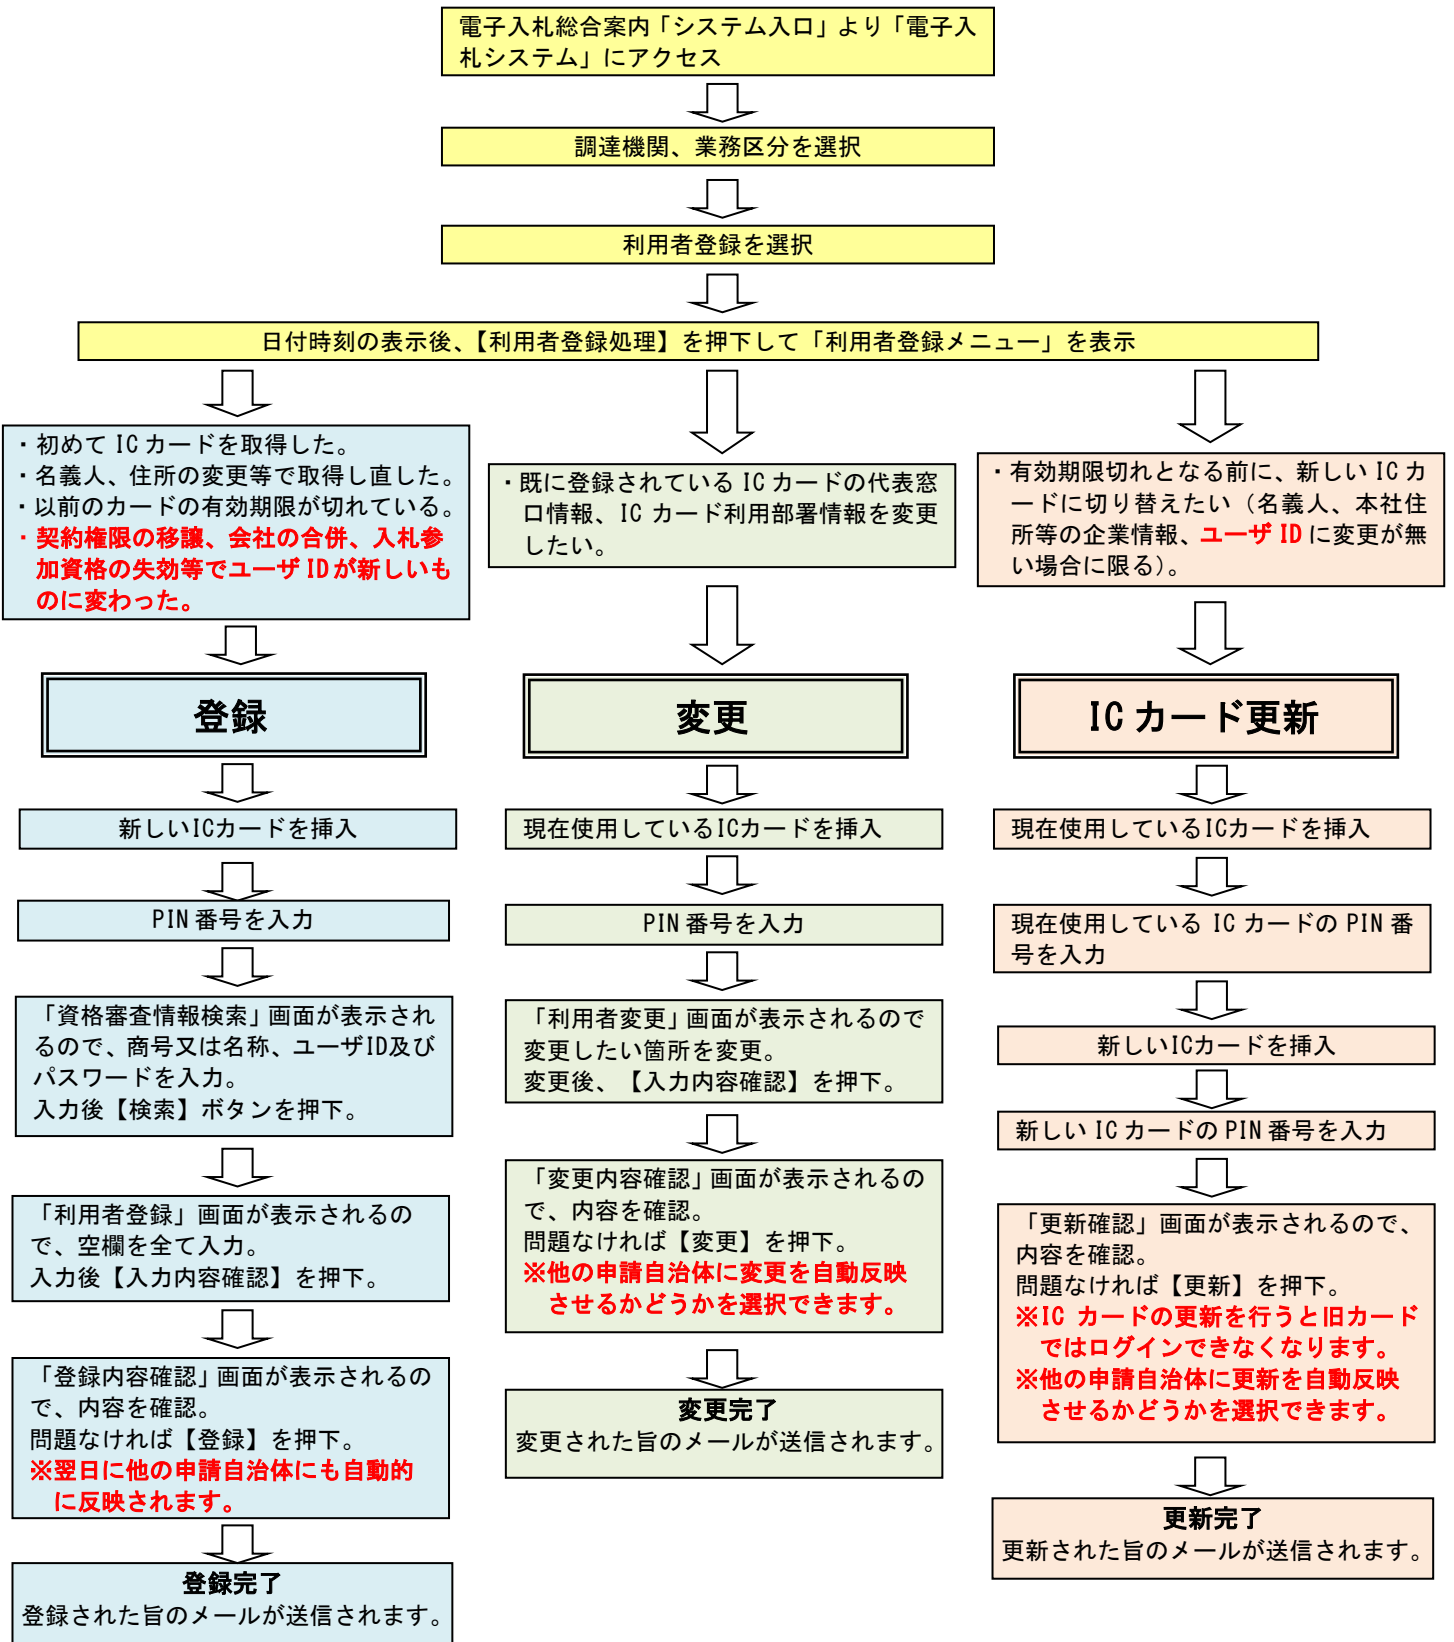 電子入札総合案内「システム入口」より「電子入
札システム」にアクセス
調達機関、業務区分を選択
利用者登録を選択
日付時刻の表示後、【利用者登録処理】を押下して「利用者登録メニュー」を表示
・初めて IC カードを取得した。
・名義人、住所の変更等で取得し直した。
・以前のカードの有効期限が切れている。
・契約権限の移譲、会社の合併、入札参
加資格の失効等でユーザ ID が新しいも
のに変わった。
登録
新しいICカードを挿入
PIN 番号を入力
「資格審査情報検索」画面が表示され
るので、商号又は名称、ユーザID及び
パスワードを入力。
入力後【検索】ボタンを押下。
「利用者登録」画面が表示されるの
で、空欄を全て入力。
入力後【入力内容確認】を押下。
「登録内容確認」画面が表示されるの
で、内容を確認。
問題なければ【登録】を押下。
※翌日に他の申請自治体にも自動的
に反映されます。
登録完了
登録された旨のメールが送信されます。
・既に登録されている IC カードの代表窓
口情報、IC カード利用部署情報を変更
したい。
変更
現在使用しているICカードを挿入
PIN 番号を入力
「利用者変更」画面が表示されるので
変更したい箇所を変更。
変更後、【入力内容確認】を押下。
「変更内容確認」画面が表示されるの
で、内容を確認。
問題なければ【変更】を押下。
※他の申請自治体に変更を自動反映
させるかどうかを選択できます。
変更完了
変更された旨のメールが送信されます。
・有効期限切れとなる前に、新しい IC カ
ードに切り替えたい（名義人、本社住
所等の企業情報、ユーザ ID に変更が無
い場合に限る）。
IC カード更新
現在使用しているICカードを挿入
現在使用している IC カードの PIN 番
号を入力
新しいICカードを挿入
新しい IC カードの PIN 番号を入力
「更新確認」画面が表示されるので、
内容を確認。
問題なければ【更新】を押下。
※IC カードの更新を行うと旧カード
ではログインできなくなります。
※他の申請自治体に更新を自動反映
させるかどうかを選択できます。
更新完了
更新された旨のメールが送信されます。